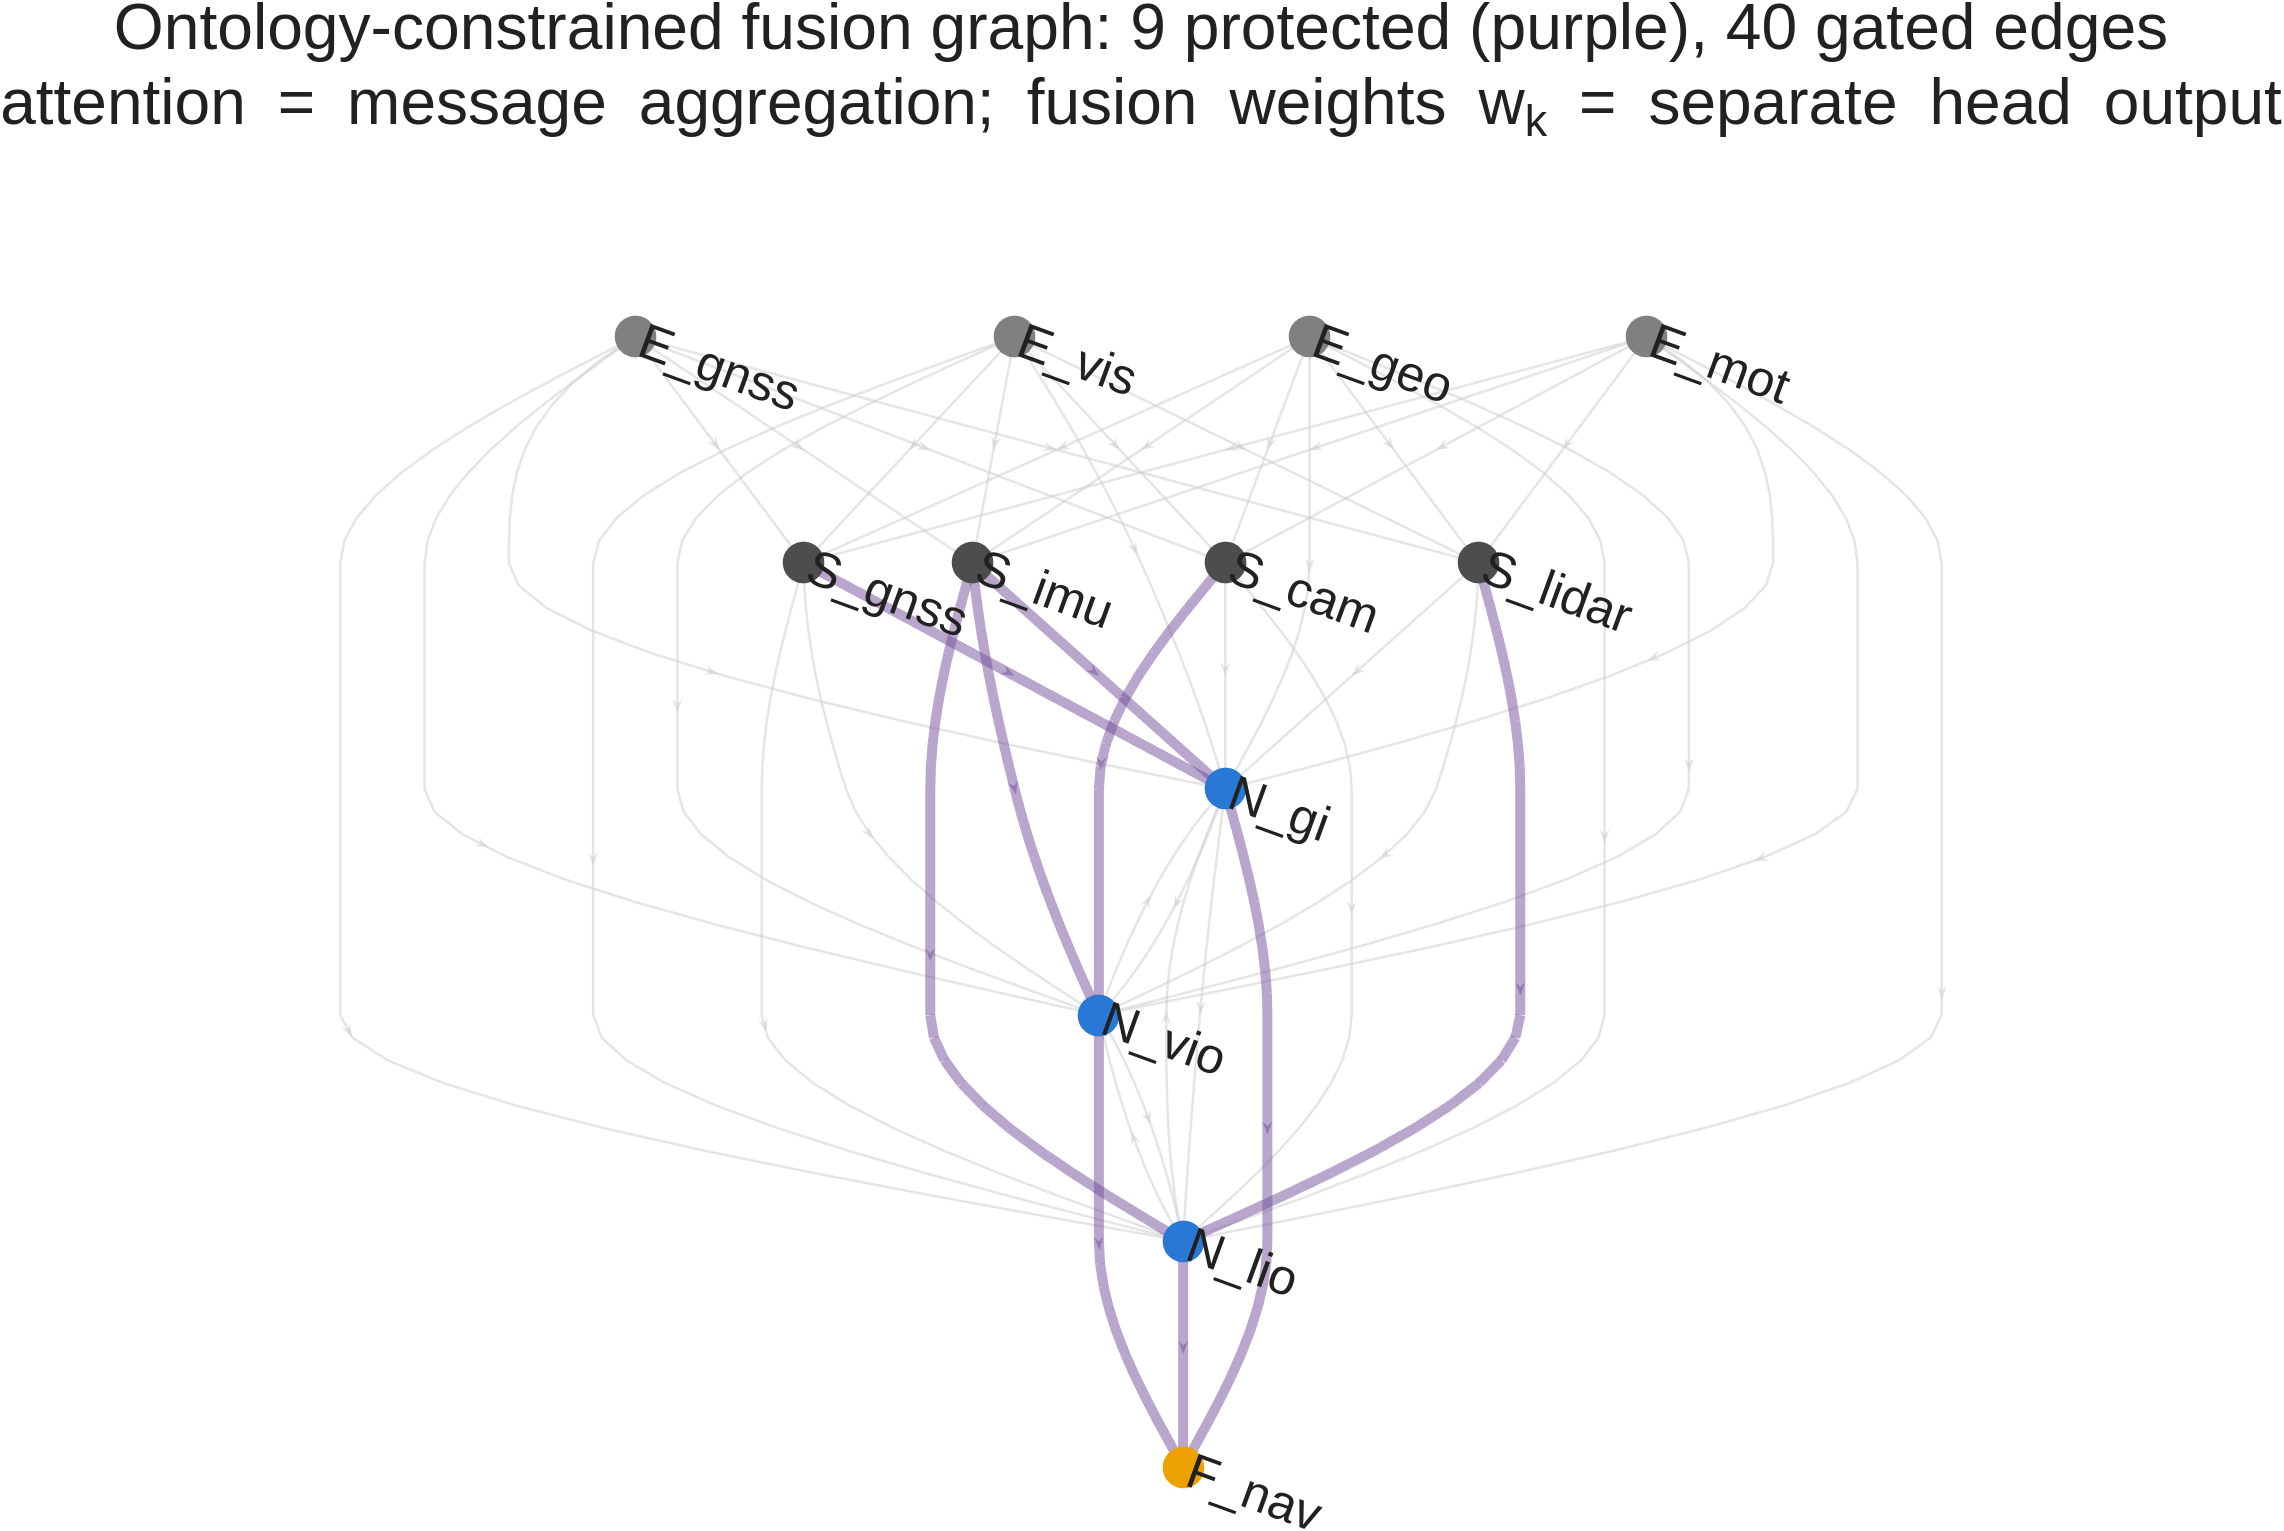 Ontology-constrained fusion graph: 9 protected (purple), 40 gated edges
attention = message aggregation; fusion weights wk = separate head output
E_gnss
E_vis
E_geo
E_mot
S_gnss
S_imu
S_cam
S_lidar
N_gi
N_vio
N_lio
F_nav